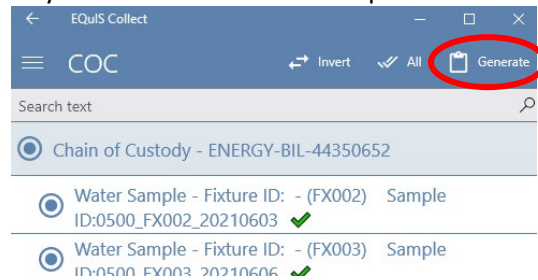 EQuIS Collect
COC Invert All Generate
Search text
Chain of Custody - ENERGY-BIL-44350652
Water Sample - Fixture ID: - (FX002) Sample
ID:0500_FX002_20210603
Water Sample - Fixture ID: - (FX003) Sample
ID:0500_FX003_20210606